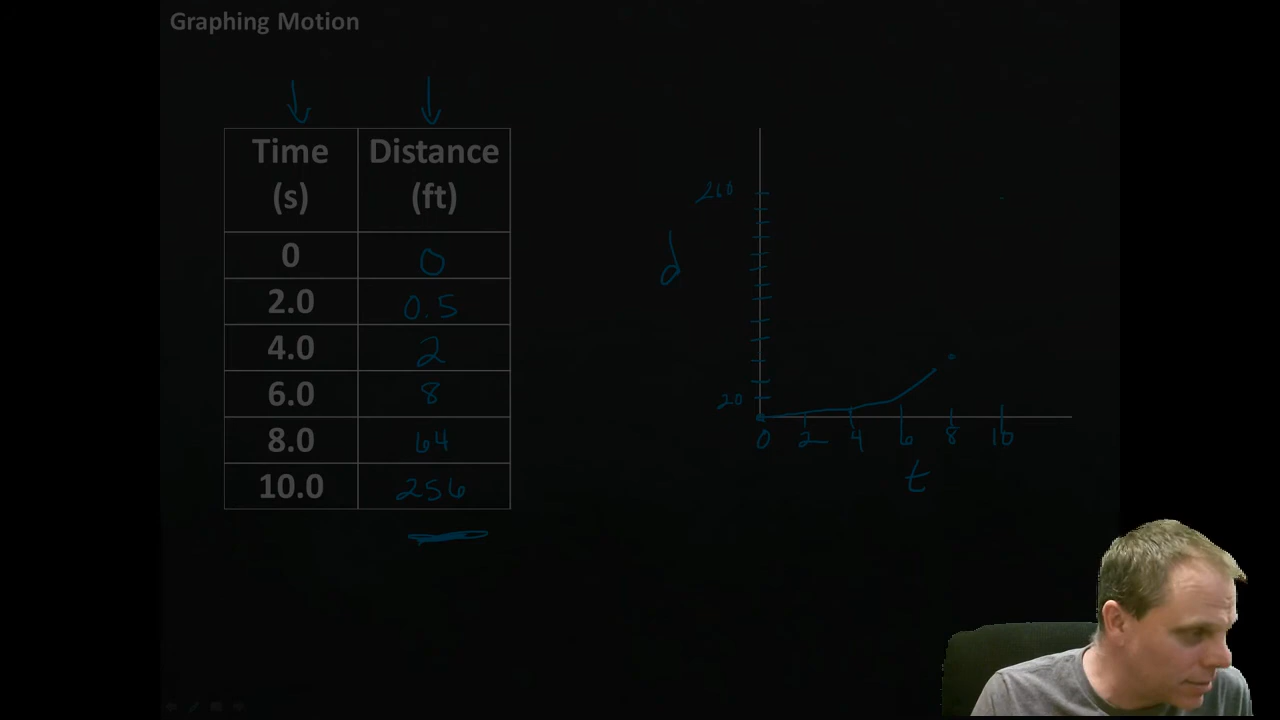 Graphing Motion
Time (s) Distance (ft)
0 0
2.0 0.5
4.0 2
6.0 8
8.0 64
10.0 256
260
d
20
0 2 4 6 8 10
t